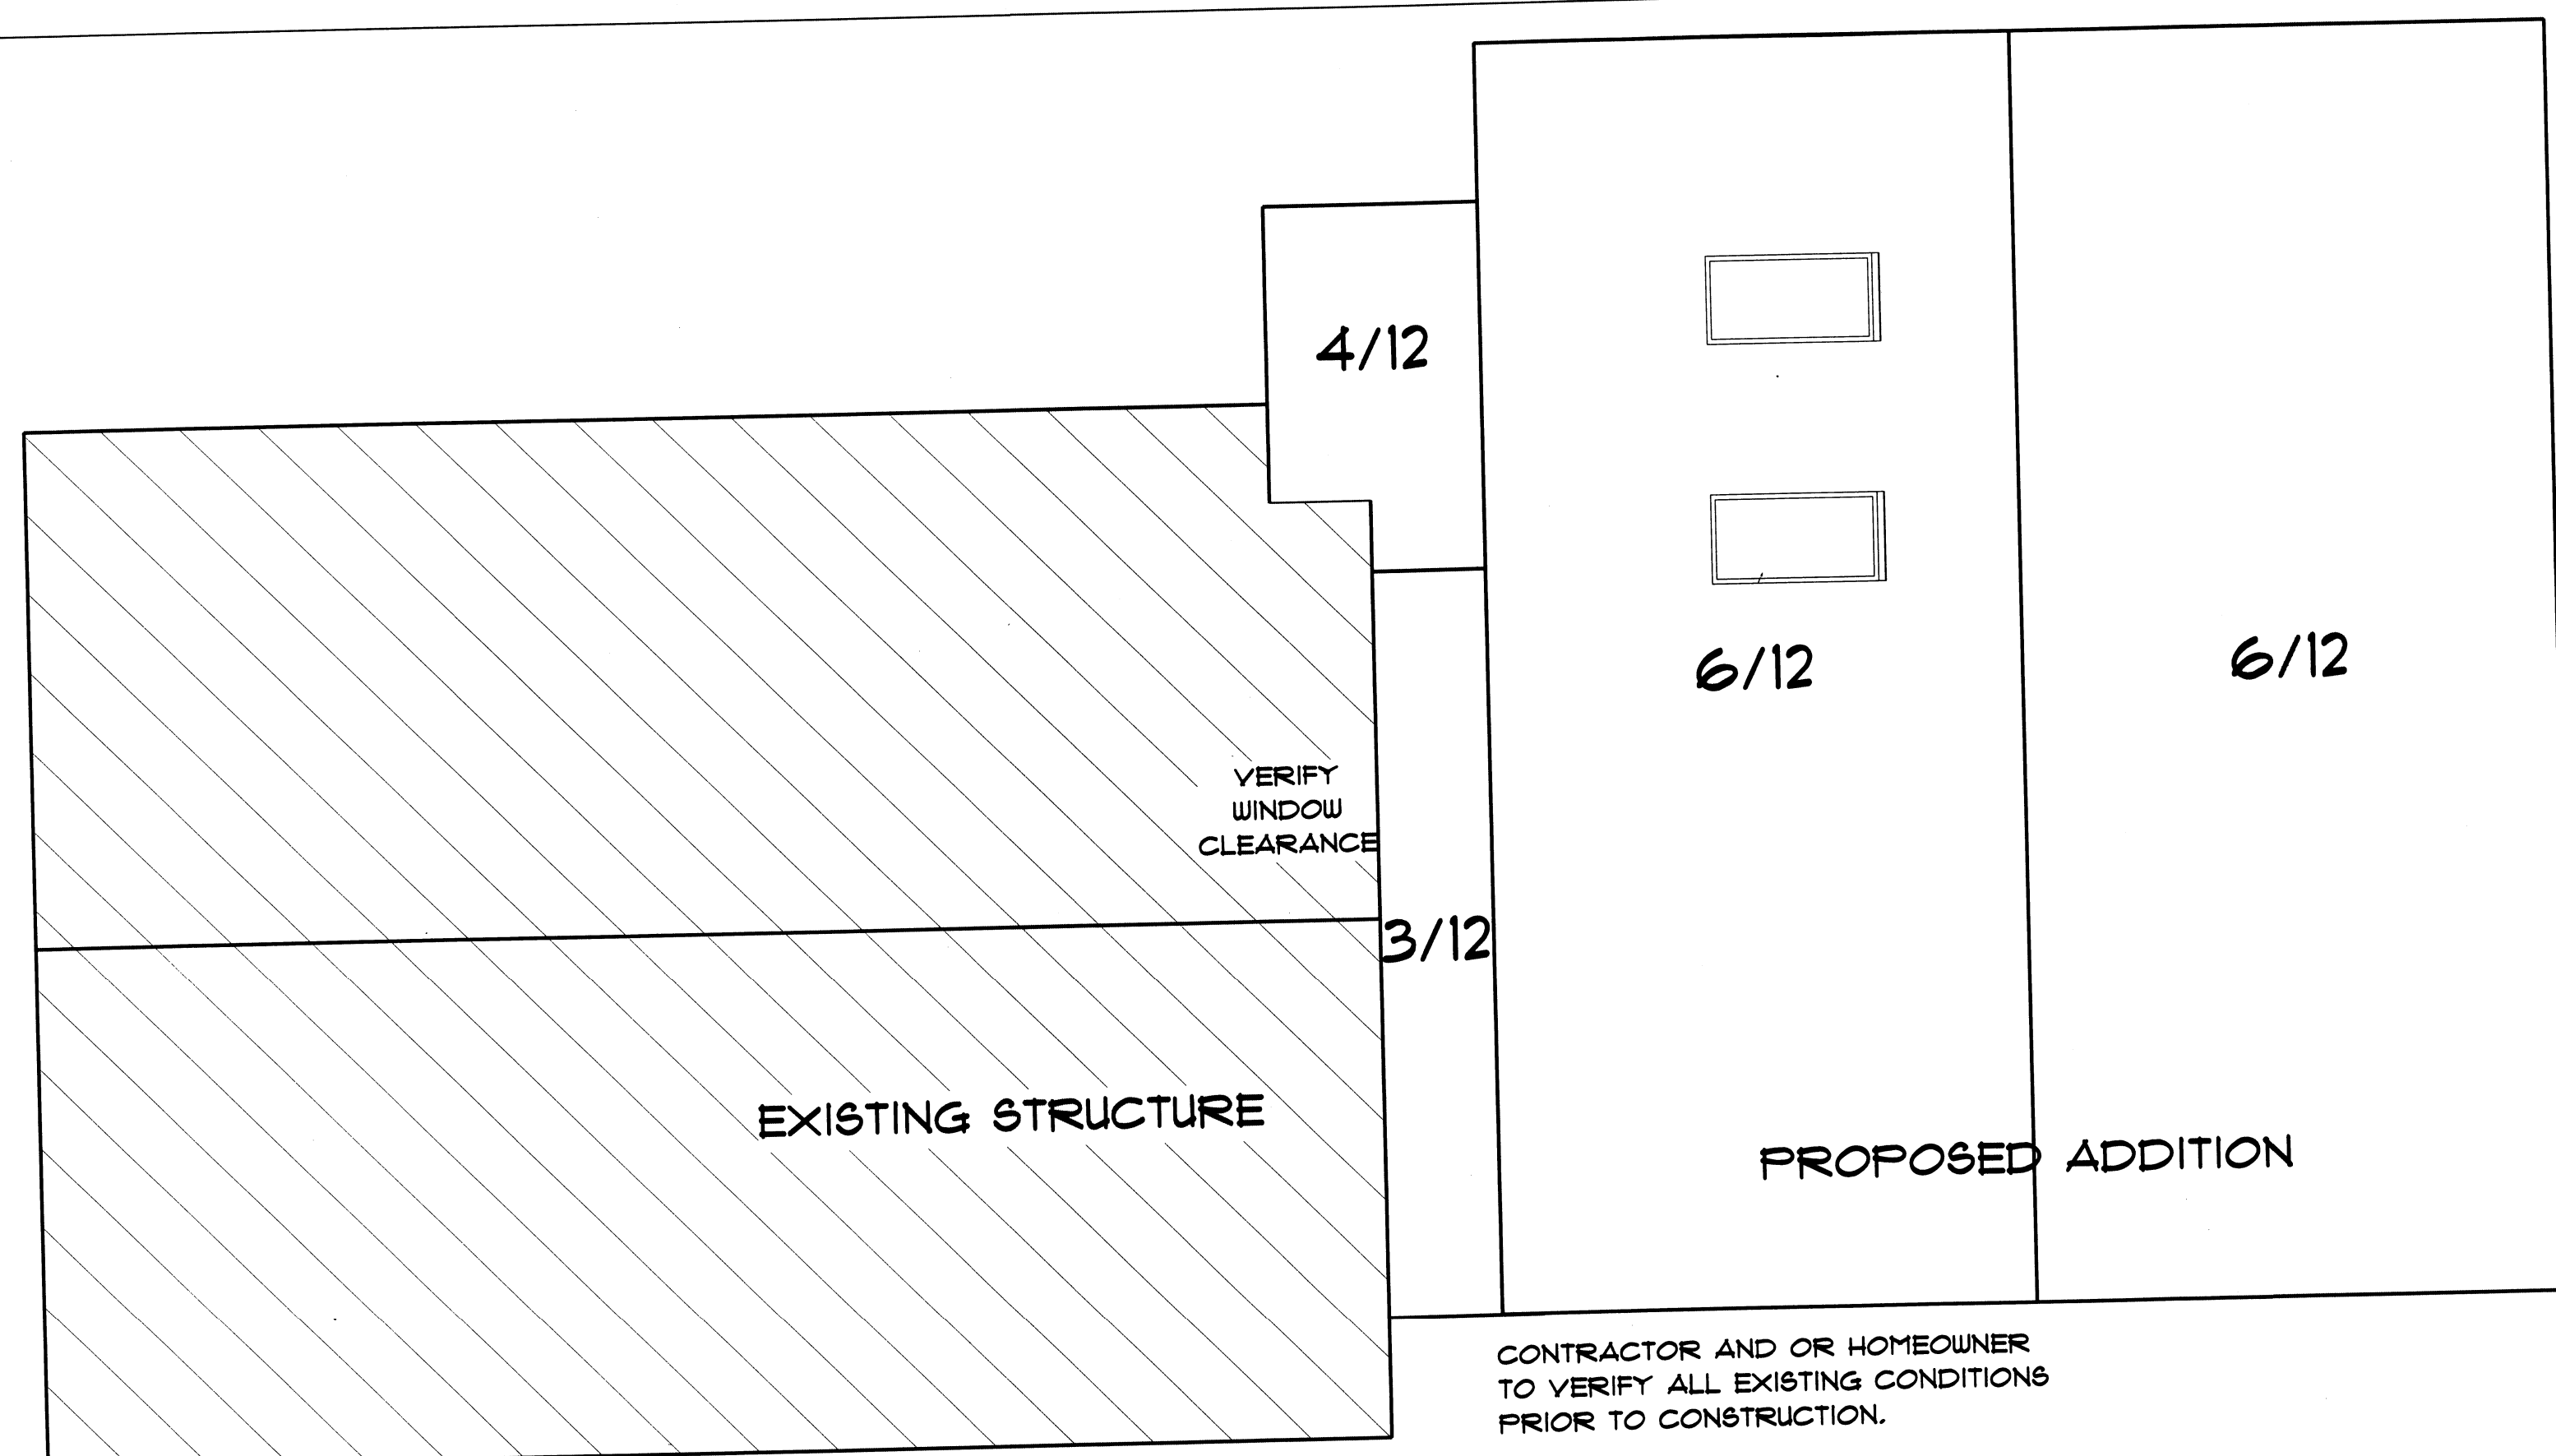 4/12
6/12
6/12
VERIFY
WINDOW
CLEARANCE
3/12
EXISTING STRUCTURE
PROPOSED ADDITION
CONTRACTOR AND OR HOMEOWNER
TO VERIFY ALL EXISTING CONDITIONS
PRIOR TO CONSTRUCTION.